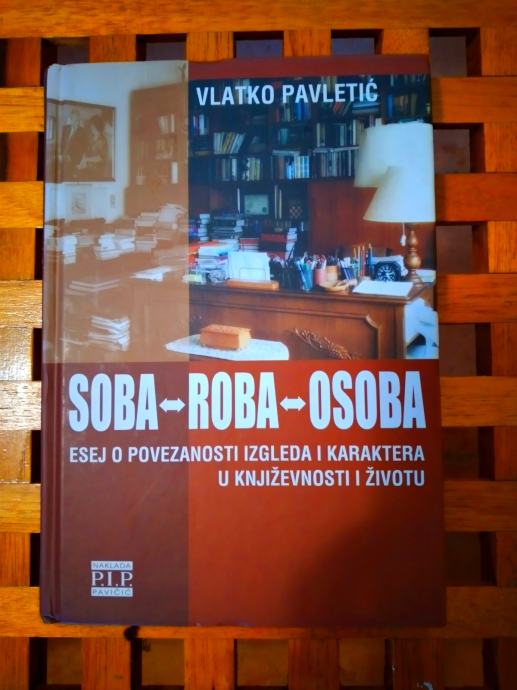 VLATKO PAVLETIĆ
SOBA↔ROBA↔OSOBA
ESEJ O POVEZANOSTI IZGLEDA I KARAKTERA
U KNJIŽEVNOSTI I ŽIVOTU
NAKLADA
P.I.P.
PAVIČIĆ